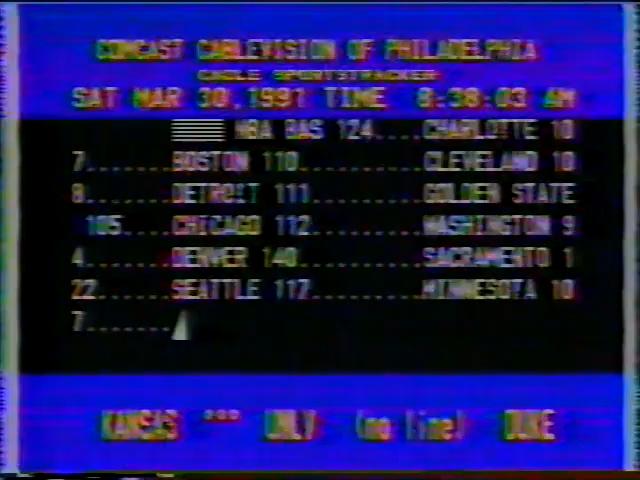 COMCAST CABLEVISION OF PHILADELPHIA
CABLE SPORTSTRACKER
SAT MAR 30,1991 TIME 8:38:03 AM
NBA BAS 124....CHARLOTTE 10
7.......BOSTON 110..........CLEVELAND 10
8.......DETROIT 111.........GOLDEN STATE
105....CHICAGO 112.........WASHINGTON 9
4.......DENVER 140..........SACRAMENTO 1
22......SEATTLE 117.........MINNESOTA 10
7.......
KANSAS *** UNLV (no line) DUKE